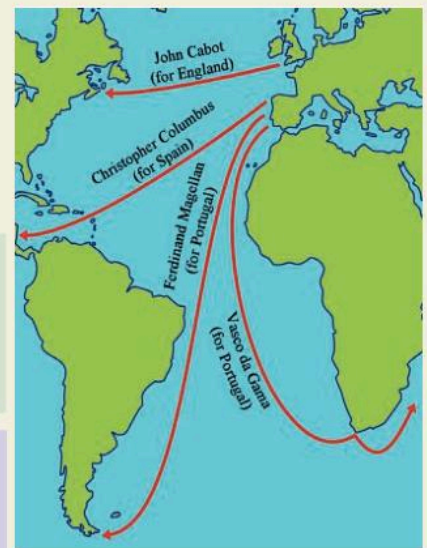 John Cabot
(for England)
Christopher Columbus
(for Spain)
Ferdinand Magellan
(for Portugal)
Vasco da Gama
(for Portugal)